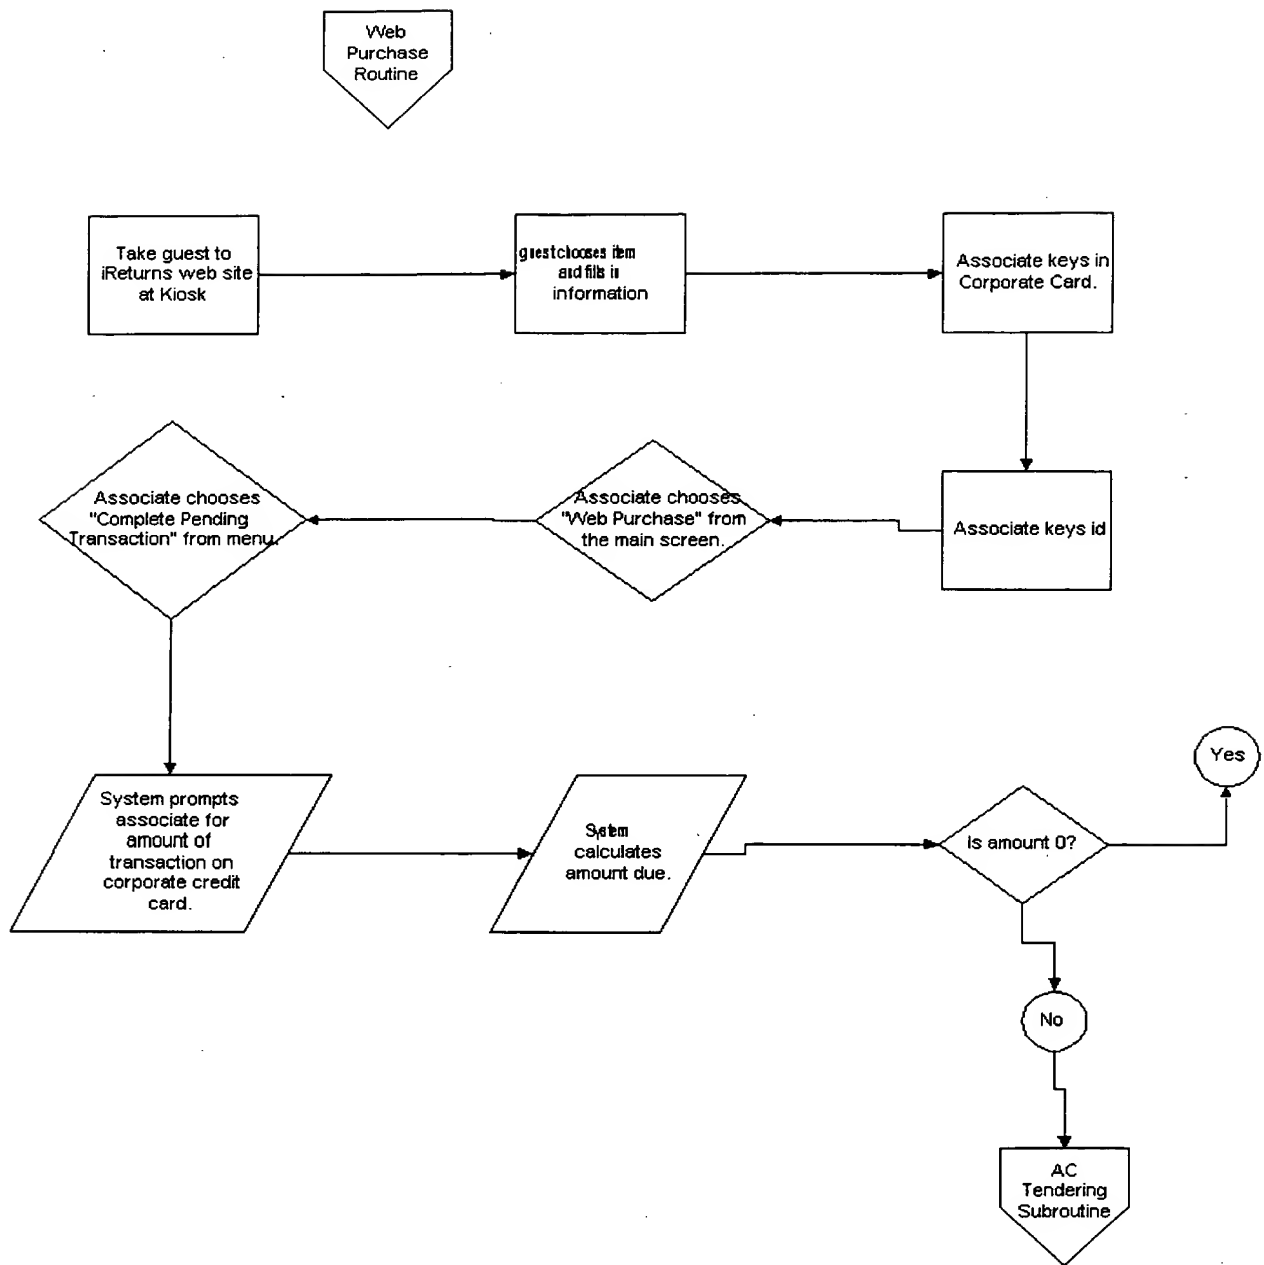 Web
Purchase
Routine
Take guest to
iReturns web site
at Kiosk
guest chooses item
and fills in
information
Associate keys in
Corporate Card.
Associate chooses
"Complete Pending
Transaction" from menu.
Associate chooses
"Web Purchase" from
the main screen.
Associate keys id
System prompts
associate for
amount of
transaction on
corporate credit
card.
System
calculates
amount due.
Is amount 0?
Yes
No
AC
Tendering
Subroutine